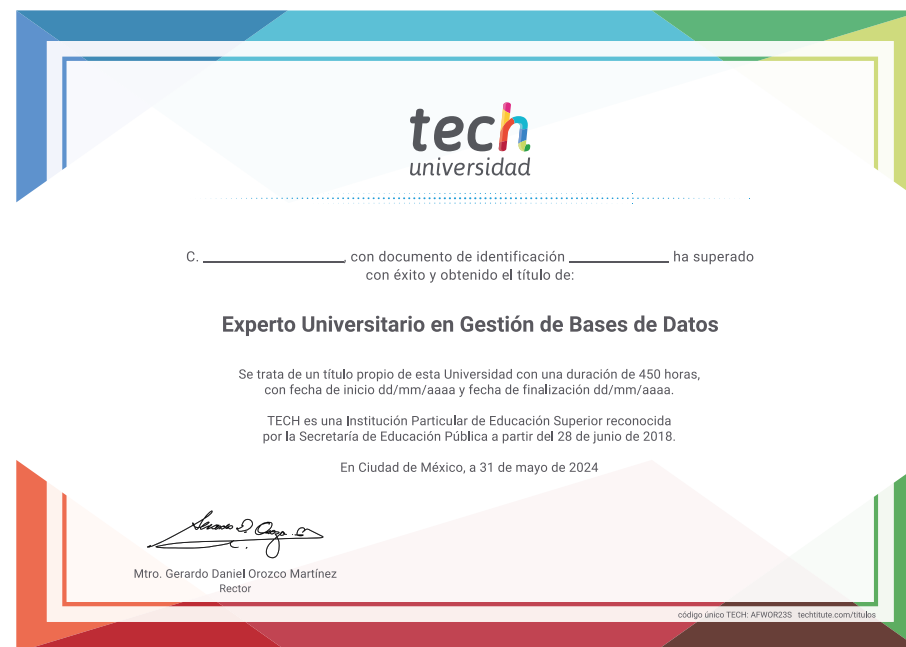 tech
universidad
C. ____________________, con documento de identificación ______________ ha superado
con éxito y obtenido el título de:
Experto Universitario en Gestión de Bases de Datos
Se trata de un título propio de esta Universidad con una duración de 450 horas,
con fecha de inicio dd/mm/aaaa y fecha de finalización dd/mm/aaaa.
TECH es una Institución Particular de Educación Superior reconocida
por la Secretaría de Educación Pública a partir del 28 de junio de 2018.
En Ciudad de México, a 31 de mayo de 2024
Mtro. Gerardo Daniel Orozco Martínez
Rector
código único TECH: AFWOR23S techtitute.com/titulos